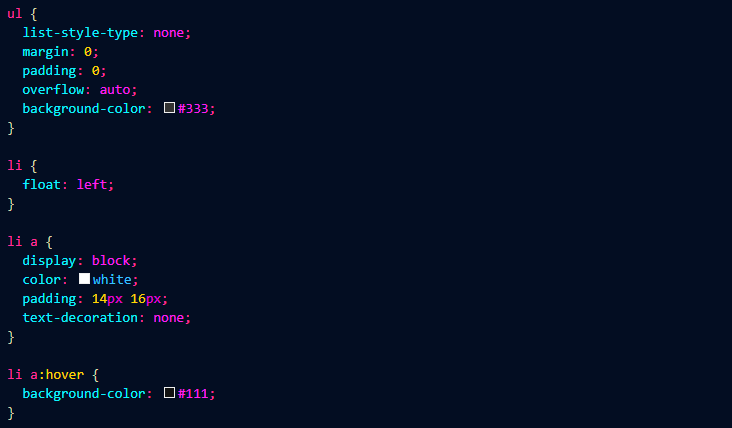 ul {
  list-style-type: none;
  margin: 0;
  padding: 0;
  overflow: auto;
  background-color: #333;
}

li {
  float: left;
}

li a {
  display: block;
  color: white;
  padding: 14px 16px;
  text-decoration: none;
}

li a:hover {
  background-color: #111;
}